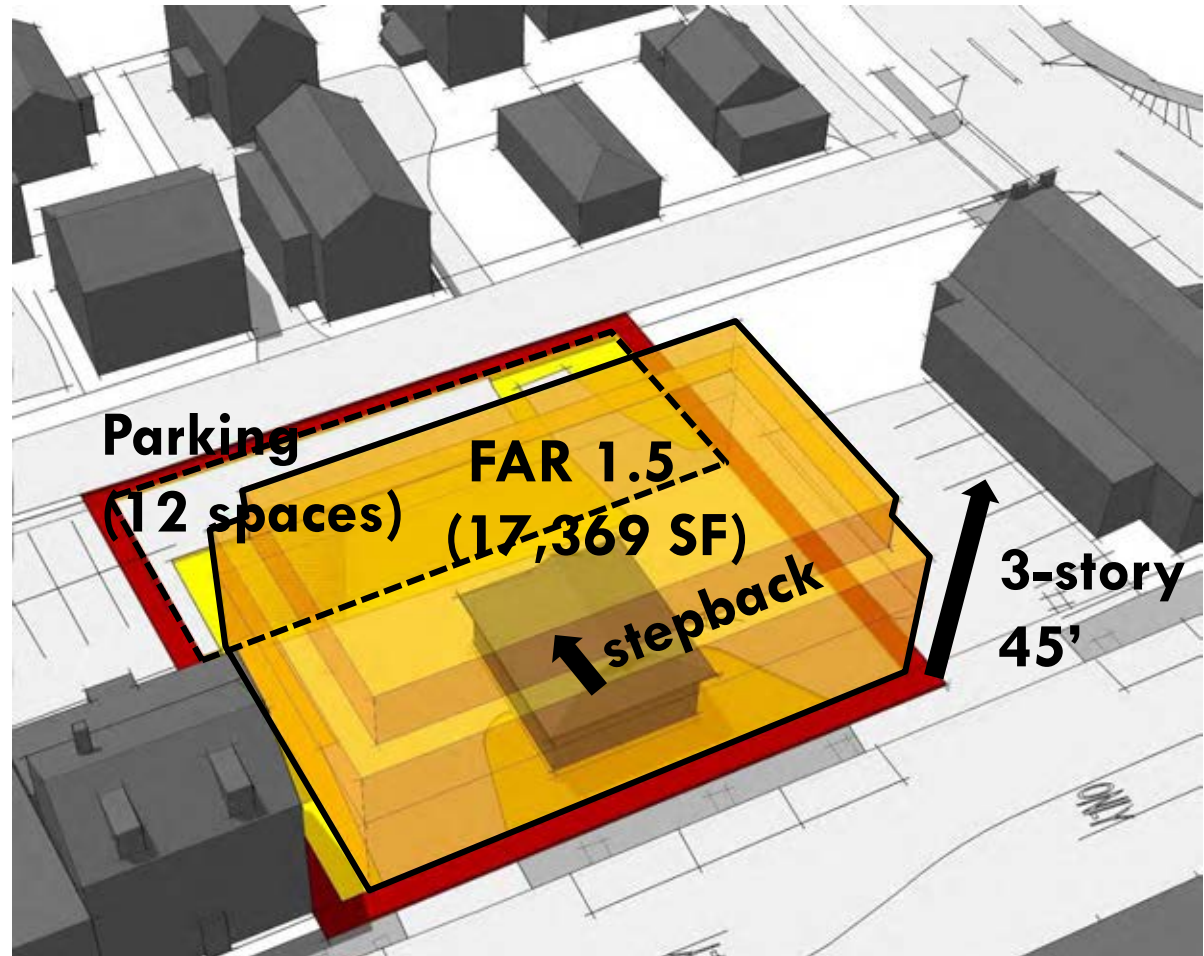 Parking
(12 spaces)
FAR 1.5
(17,369 SF)
stepback
3-story
45’
ONLY